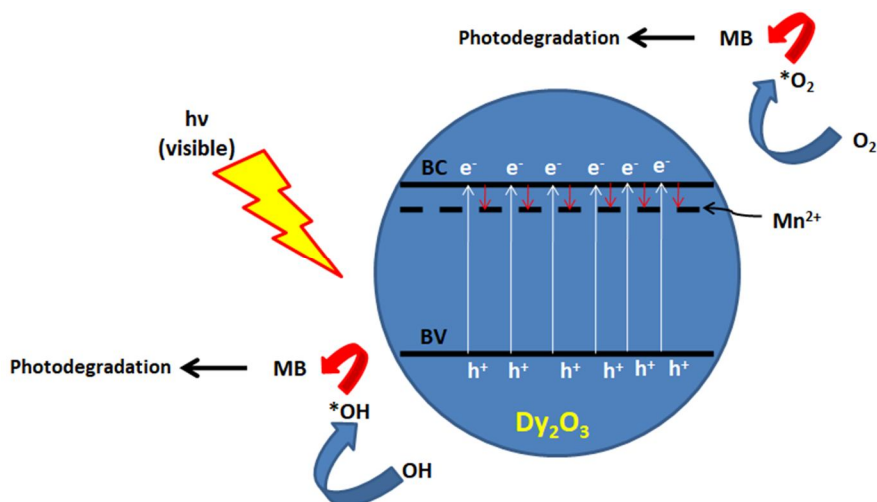 Photodegradation MB
*O₂
O₂
hν
(visible)
BC e⁻ e⁻ e⁻ e⁻ e⁻ e⁻
Mn²⁺
BV
h⁺ h⁺ h⁺ h⁺ h⁺ h⁺
Photodegradation MB
*OH
OH
Dy₂O₃